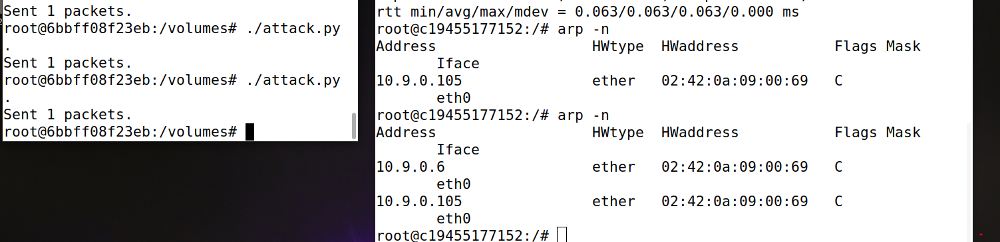 Sent 1 packets.
root@6bbff08f23eb:/volumes# ./attack.py
.
Sent 1 packets.
root@6bbff08f23eb:/volumes# ./attack.py
.
Sent 1 packets.
root@6bbff08f23eb:/volumes#
rtt min/avg/max/mdev = 0.063/0.063/0.063/0.000 ms
root@c19455177152:/# arp -n
Address HWtype HWaddress Flags Mask
Iface
10.9.0.105 ether 02:42:0a:09:00:69 C
eth0
root@c19455177152:/# arp -n
Address HWtype HWaddress Flags Mask
Iface
10.9.0.6 ether 02:42:0a:09:00:69 C
eth0
10.9.0.105 ether 02:42:0a:09:00:69 C
eth0
root@c19455177152:/#